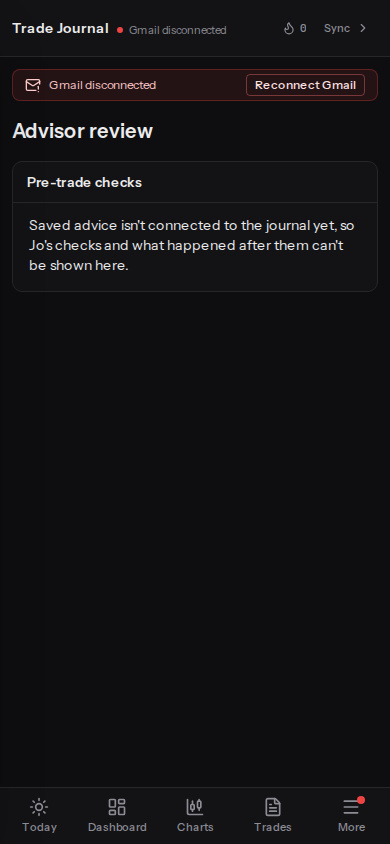 Trade Journal
Gmail disconnected
0
Sync
Gmail disconnected
Reconnect Gmail
Advisor review
Pre-trade checks
Saved advice isn't connected to the journal yet, so
Jo's checks and what happened after them can't
be shown here.
Today
Dashboard
Charts
Trades
More